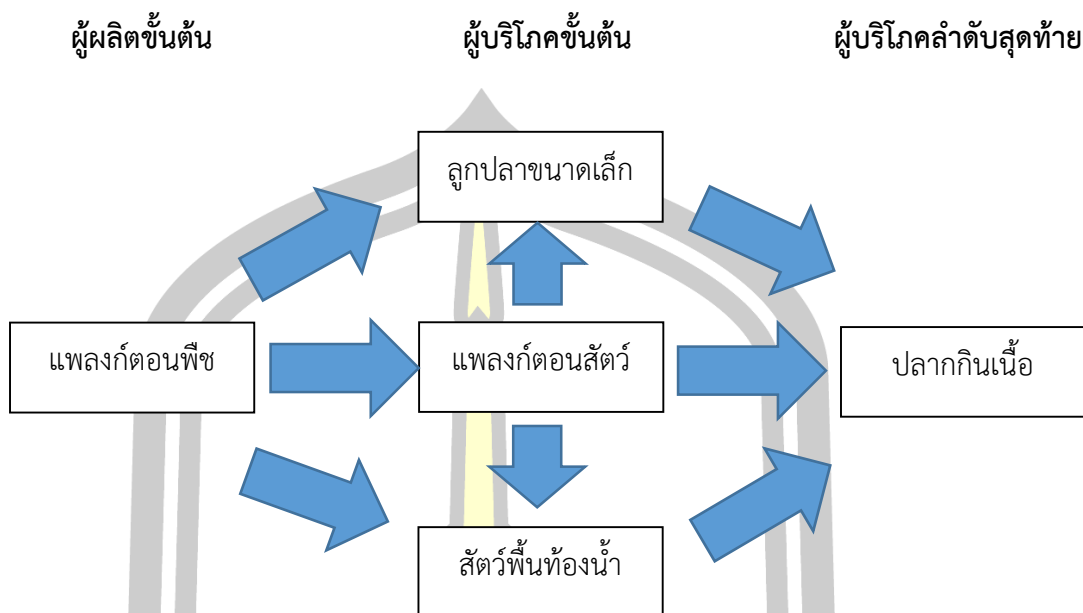 ผู้ผลิตขั้นต้น ผู้บริโภคขั้นต้น ผู้บริโภคลำดับสุดท้าย
ลูกปลาขนาดเล็ก
แพลงก์ตอนพืช แพลงก์ตอนสัตว์ ปลากกินเนื้อ
สัตว์พื้นท้องน้ำ